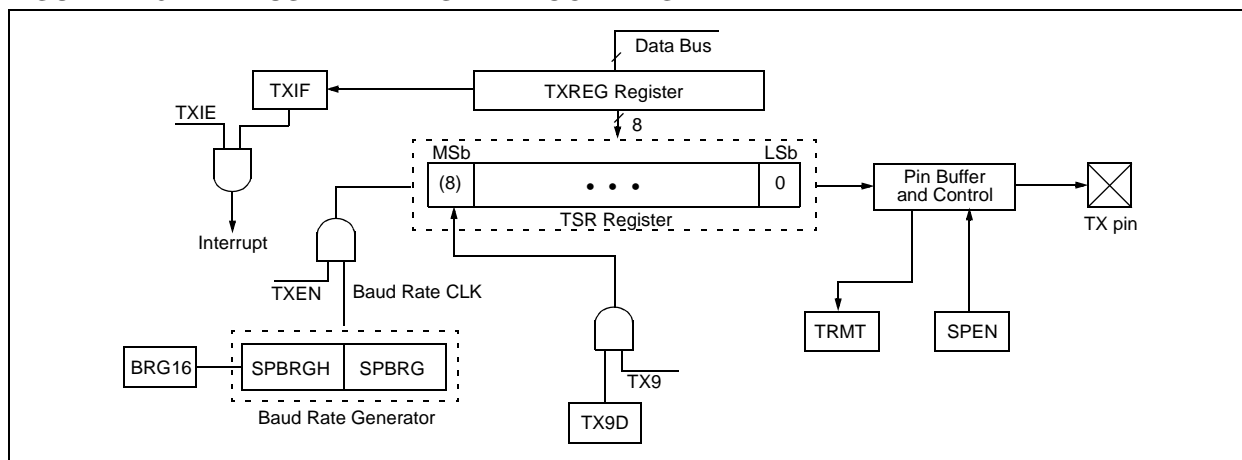 Data Bus
TXIF
TXREG Register
TXIE
8
MSb
LSb
(8)
• • •
0
Pin Buffer
and Control
TSR Register
TX pin
Interrupt
TXEN
Baud Rate CLK
TRMT
SPEN
BRG16
SPBRGH
SPBRG
TX9
Baud Rate Generator
TX9D